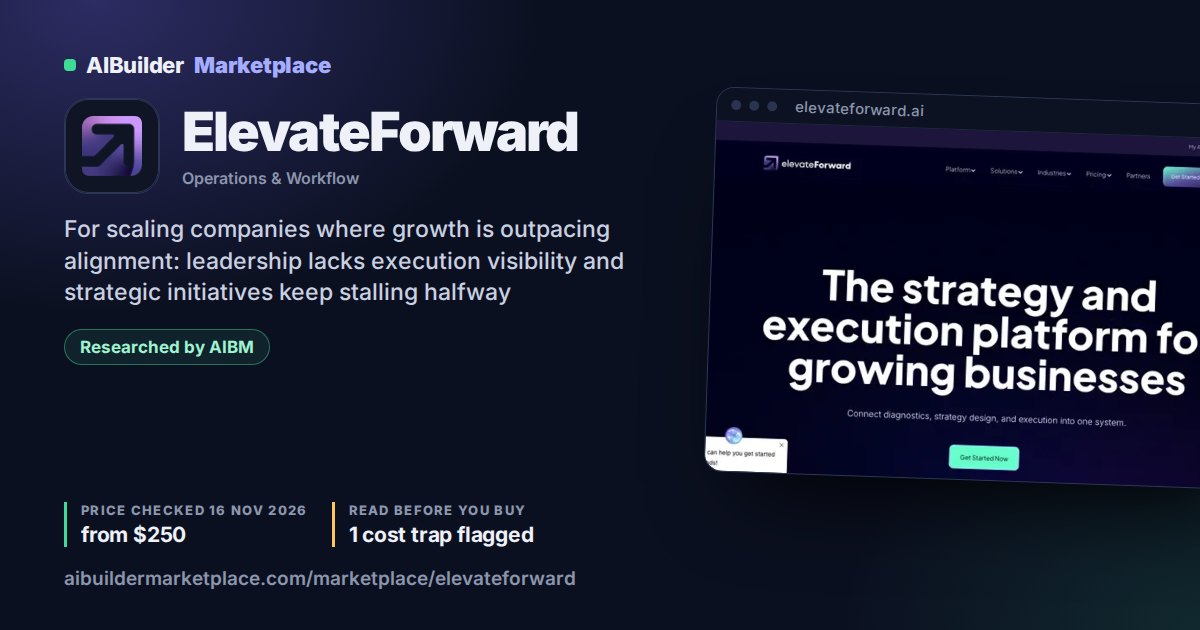 AIBuilder Marketplace
ElevateForward
Operations & Workflow
For scaling companies where growth is outpacing
alignment: leadership lacks execution visibility and
strategic initiatives keep stalling halfway
Researched by AIBM
PRICE CHECKED 16 NOV 2026
from $250
READ BEFORE YOU BUY
1 cost trap flagged
aibuildermarketplace.com/marketplace/elevateforward
elevateforward.ai
My A
elevateForward
Platform Solutions Industries Pricing Partners Get Started
The strategy and
execution platform fo
growing businesses
Connect diagnostics, strategy design, and execution into one system.
Get Started Now
can help you get started